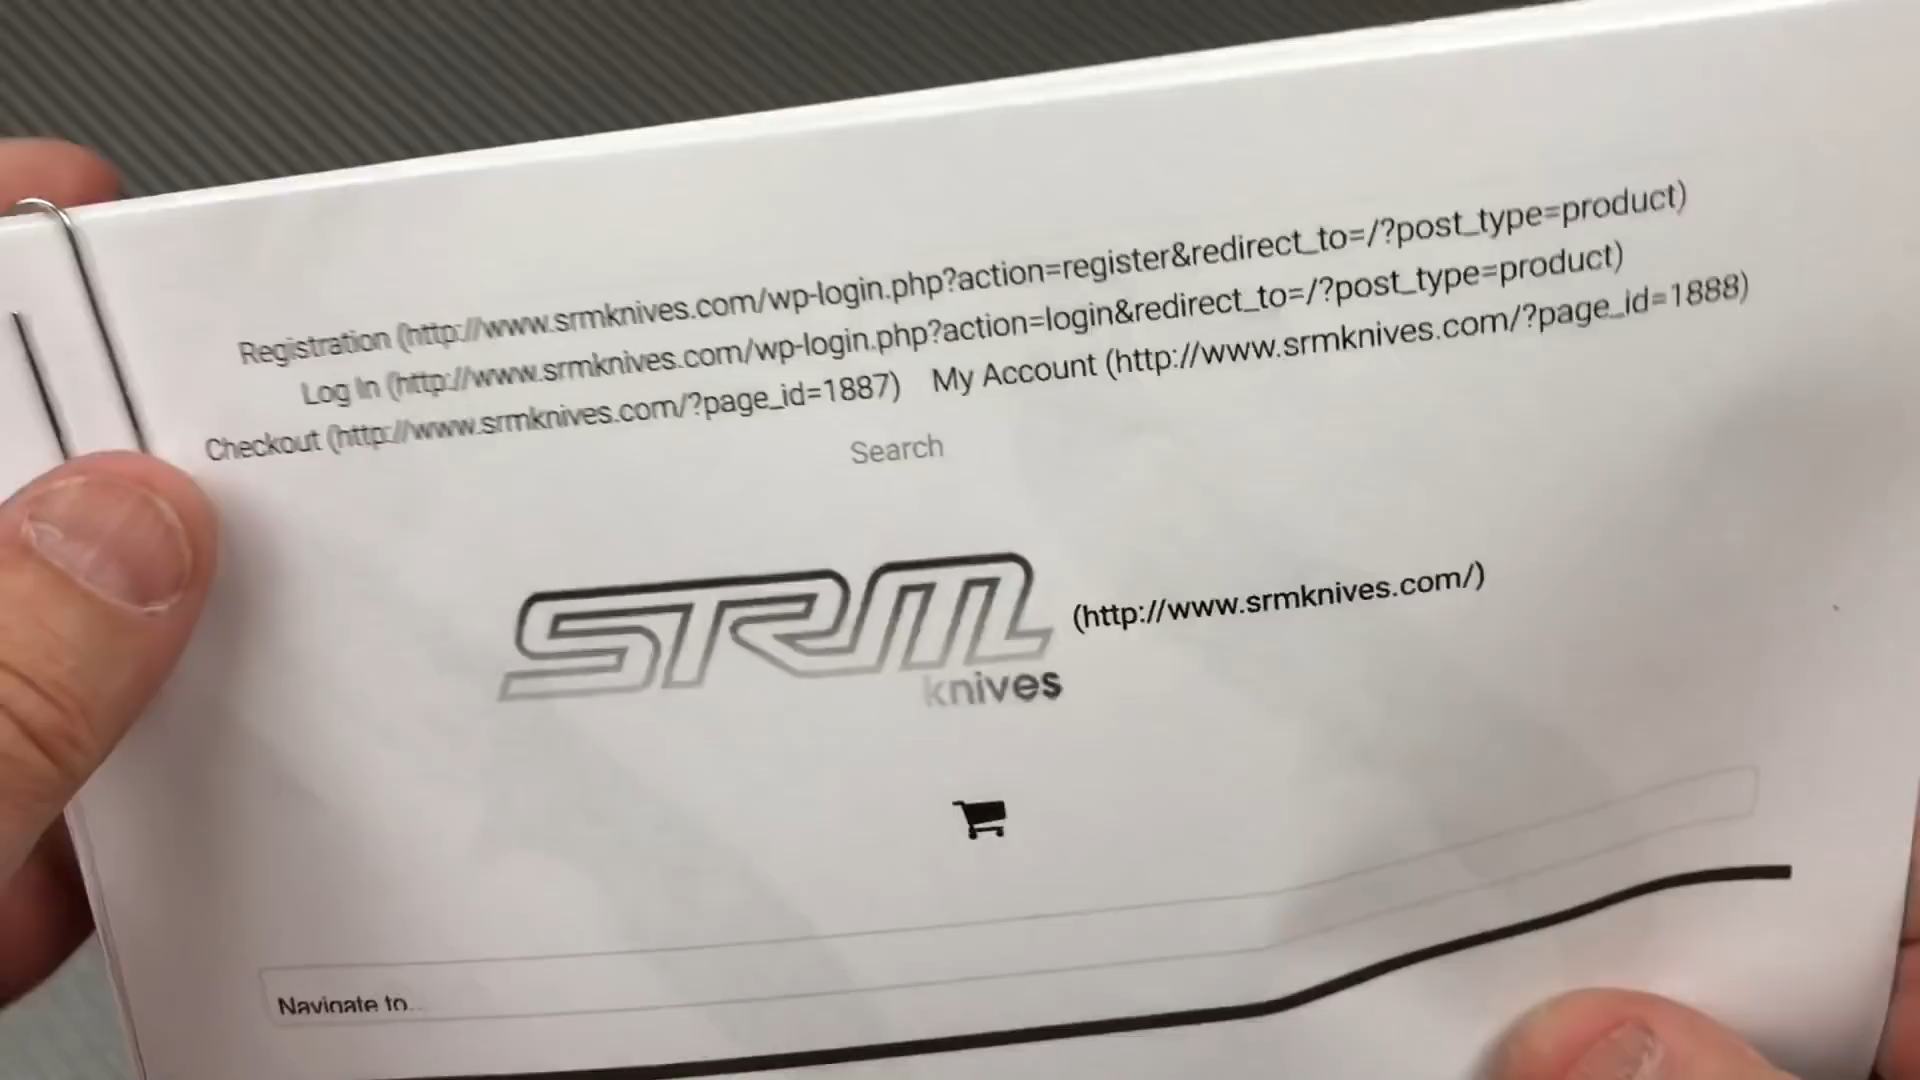 Registration (http://www.srmknives.com/wp-login.php?action=register&redirect_to=/?post_type=product)
Log In (http://www.srmknives.com/wp-login.php?action=login&redirect_to=/?post_type=product)
Checkout (http://www.srmknives.com/?page_id=1887) My Account (http://www.srmknives.com/?page_id=1888)
Search
SRM
knives
(http://www.srmknives.com/)
Navigate to...